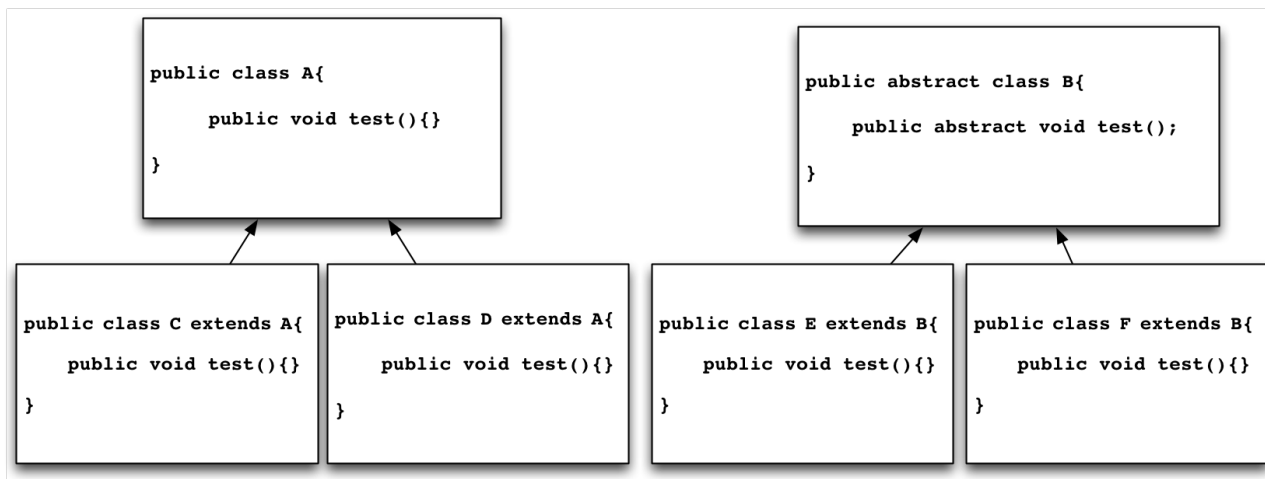 public class A{
public void test(){}
}
public abstract class B{
public abstract void test();
}
public class C extends A{
public void test(){}
}
public class D extends A{
public void test(){}
}
public class E extends B{
public void test(){}
}
public class F extends B{
public void test(){}
}